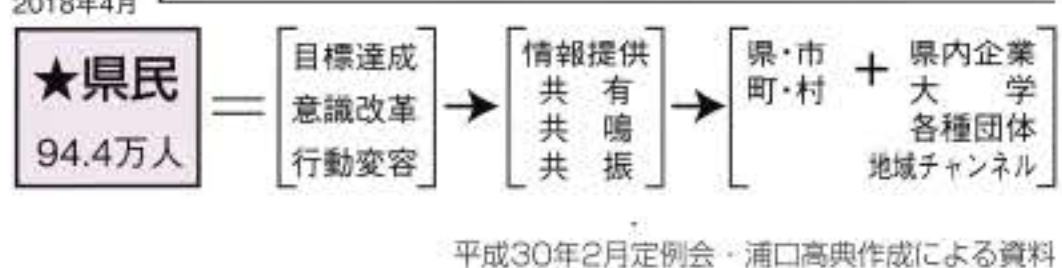 2018年4月
★県民
94.4万人
=
目標達成
意識改革
行動変容
→
情報提供
共 有
共 鳴
共 振
→
県・市
町・村
+
県内企業
大 学
各種団体
地域チャンネル
平成30年2月定例会・浦口高典作成による資料